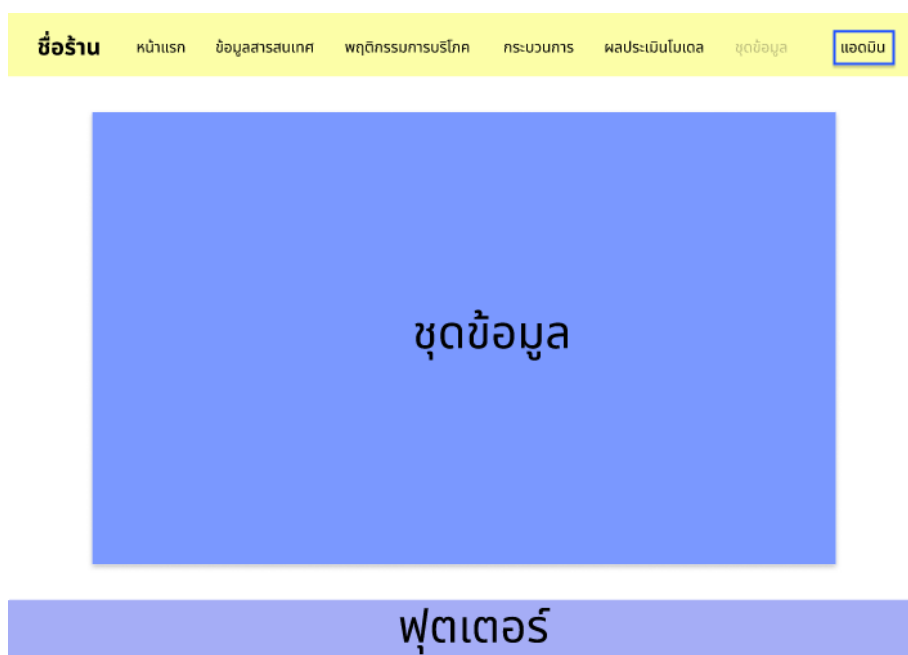 ชื่อร้าน หน้าแรก ข้อมูลสารสนเทศ พฤติกรรมการบริโภค กระบวนการ ผลประเมินโมเดล ชุดข้อมูล แอดมิน
ชุดข้อมูล
ฟุตเตอร์